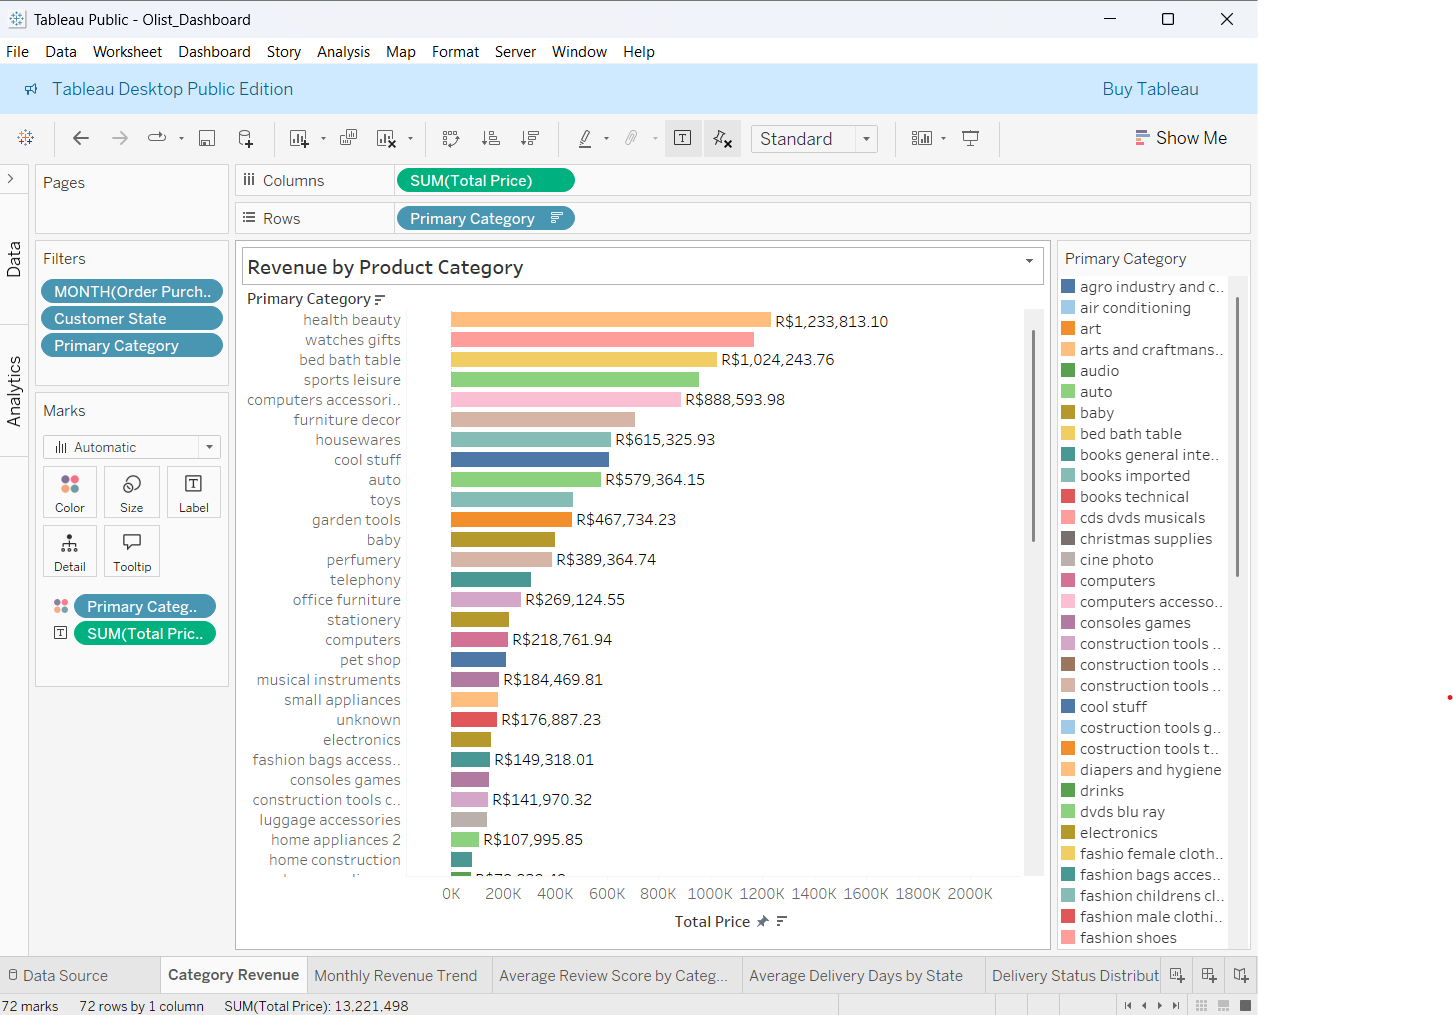 Tableau Public - Olist_Dashboard
File Data Worksheet Dashboard Story Analysis Map Format Server Window Help
Tableau Desktop Public Edition Buy Tableau
Standard Show Me
Pages
Columns SUM(Total Price)
Rows Primary Category
Data
Analytics
Filters
MONTH(Order Purch..
Customer State
Primary Category
Marks
Automatic
Color Size Label
Detail Tooltip
Primary Categ..
SUM(Total Pric..
Revenue by Product Category
Primary Category
health beauty R$1,233,813.10
watches gifts
bed bath table R$1,024,243.76
sports leisure
computers accessori.. R$888,593.98
furniture decor
housewares R$615,325.93
cool stuff
auto R$579,364.15
toys
garden tools R$467,734.23
baby
perfumery R$389,364.74
telephony
office furniture R$269,124.55
stationery
computers R$218,761.94
pet shop
musical instruments R$184,469.81
small appliances
unknown R$176,887.23
electronics
fashion bags access.. R$149,318.01
consoles games
construction tools c.. R$141,970.32
luggage accessories
home appliances 2 R$107,995.85
home construction
0K 200K 400K 600K 800K 1000K 1200K 1400K 1600K 1800K 2000K
Total Price
Primary Category
agro industry and c..
air conditioning
art
arts and craftmans..
audio
auto
baby
bed bath table
books general inte..
books imported
books technical
cds dvds musicals
christmas supplies
cine photo
computers
computers accesso..
consoles games
construction tools ..
construction tools ..
construction tools ..
cool stuff
costruction tools g..
costruction tools t..
diapers and hygiene
drinks
dvds blu ray
electronics
fashio female cloth..
fashion bags acces..
fashion childrens cl..
fashion male clothi..
fashion shoes
Data Source Category Revenue Monthly Revenue Trend Average Review Score by Categ... Average Delivery Days by State Delivery Status Distribut
72 marks 72 rows by 1 column SUM(Total Price): 13,221,498